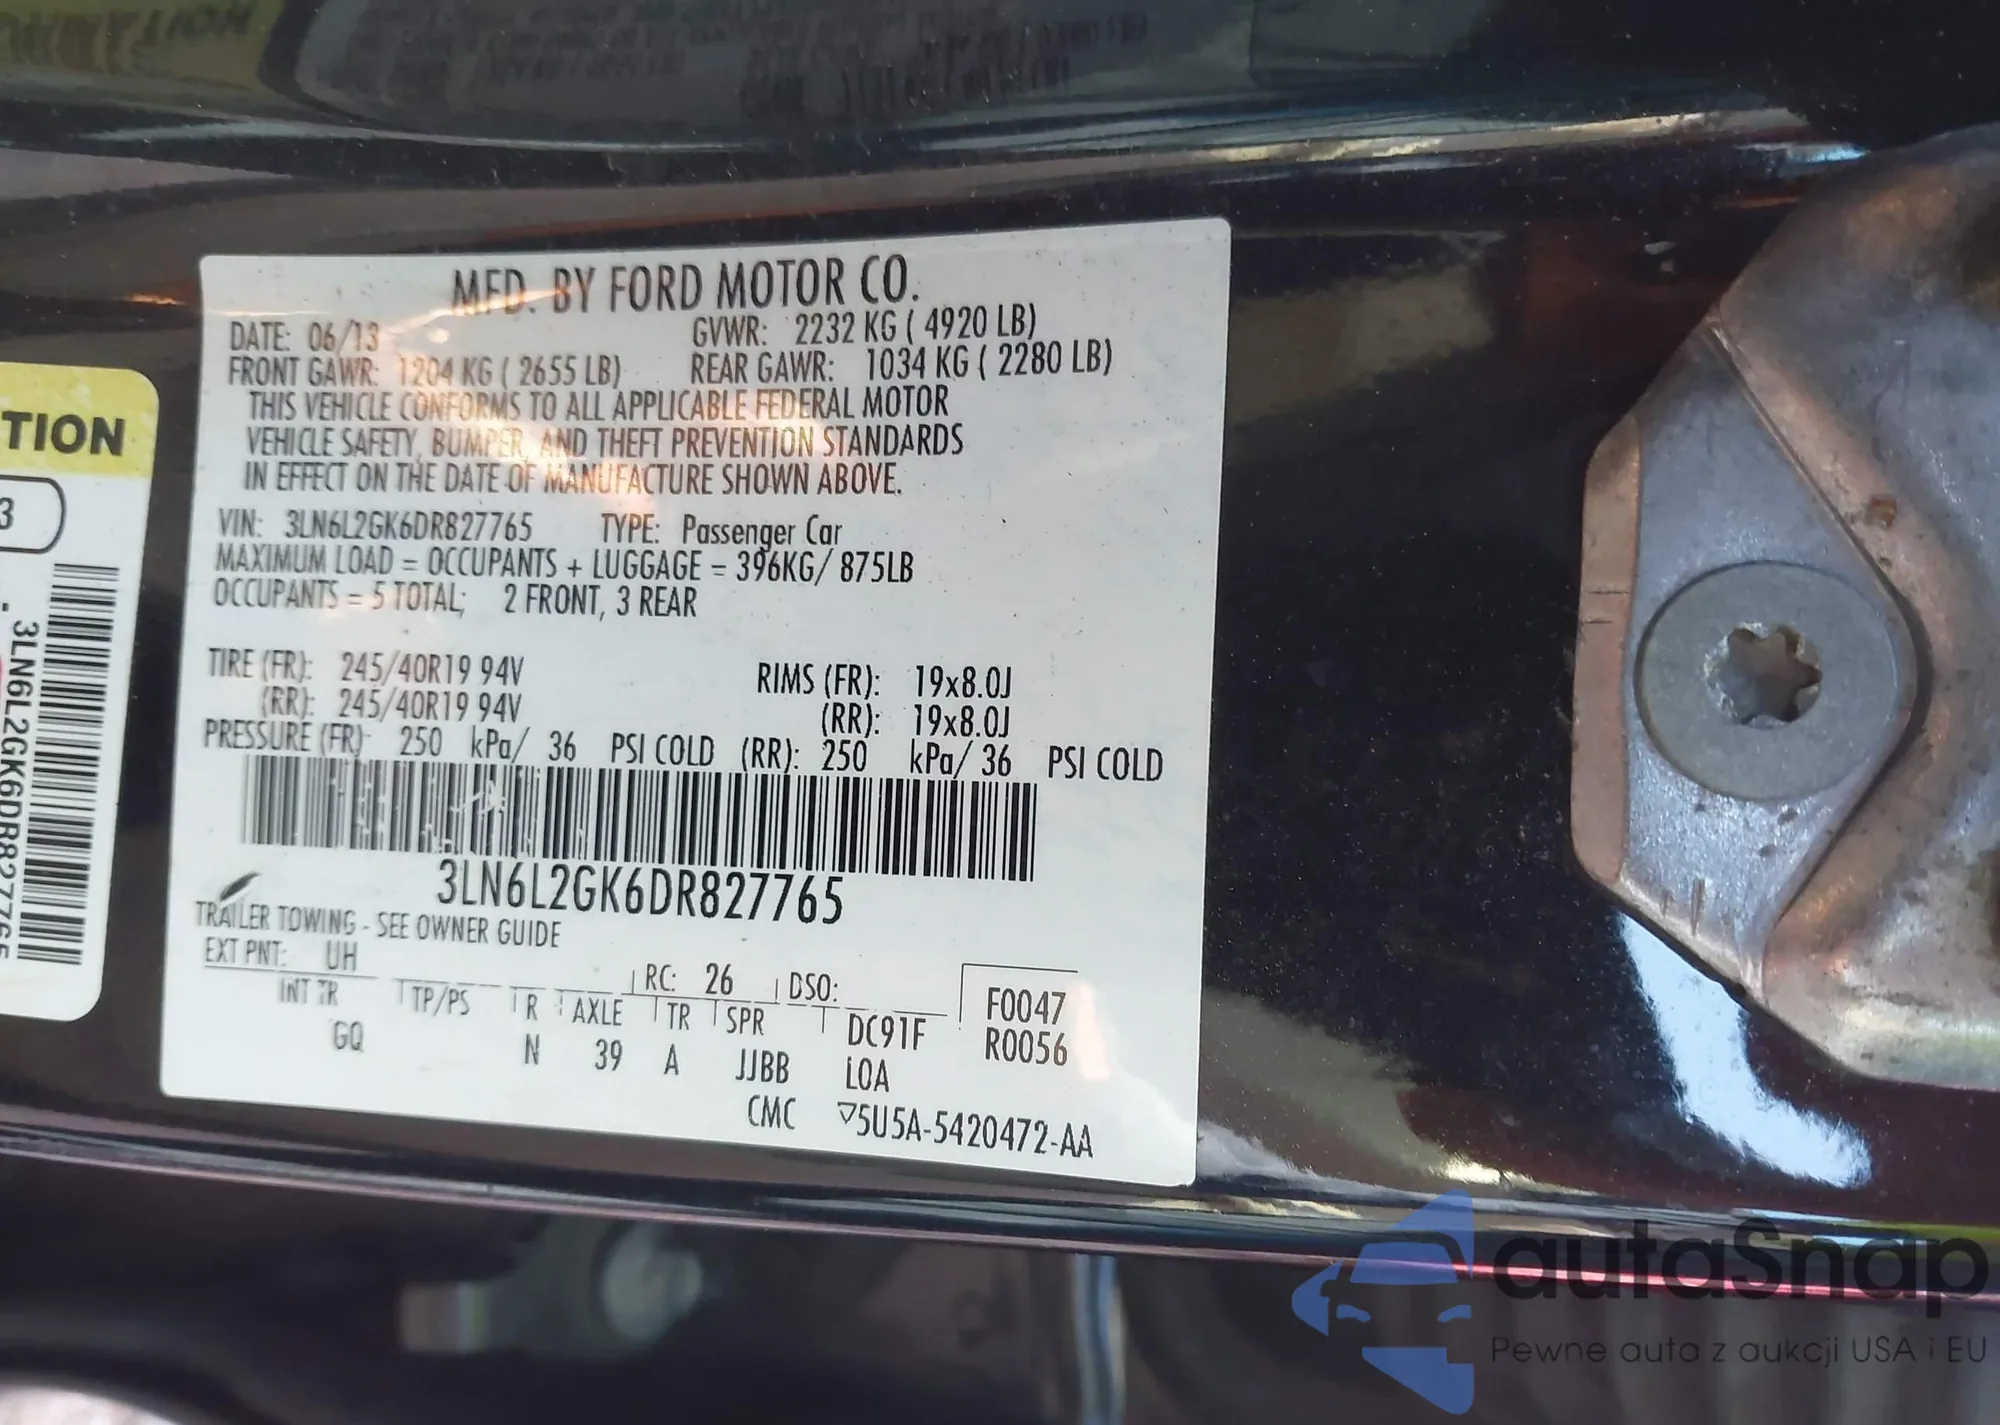 TION
3
3LN6L2GK6DR827765
MFD. BY FORD MOTOR CO.
DATE: 06/13 GVWR: 2232 KG ( 4920 LB)
FRONT GAWR: 1204 KG ( 2655 LB) REAR GAWR: 1034 KG ( 2280 LB)
THIS VEHICLE CONFORMS TO ALL APPLICABLE FEDERAL MOTOR
VEHICLE SAFETY, BUMPER, AND THEFT PREVENTION STANDARDS
IN EFFECT ON THE DATE OF MANUFACTURE SHOWN ABOVE.
VIN: 3LN6L2GK6DR827765 TYPE: Passenger Car
MAXIMUM LOAD = OCCUPANTS + LUGGAGE = 396KG/ 875LB
OCCUPANTS = 5 TOTAL; 2 FRONT, 3 REAR
TIRE (FR): 245/40R19 94V RIMS (FR): 19x8.0J
(RR): 245/40R19 94V (RR): 19x8.0J
PRESSURE (FR) 250 kPa/ 36 PSI COLD (RR): 250 kPa/ 36 PSI COLD
3LN6L2GK6DR827765
TRAILER TOWING - SEE OWNER GUIDE
EXT PNT: UH RC: 26 DSO: F0047
INT TR TP/PS R AXLE TR SPR DC91F R0056
GQ N 39 A JJBB LOA
CMC ▽5U5A-5420472-AA
autaSnap
Pewne auta z aukcji USA i EU